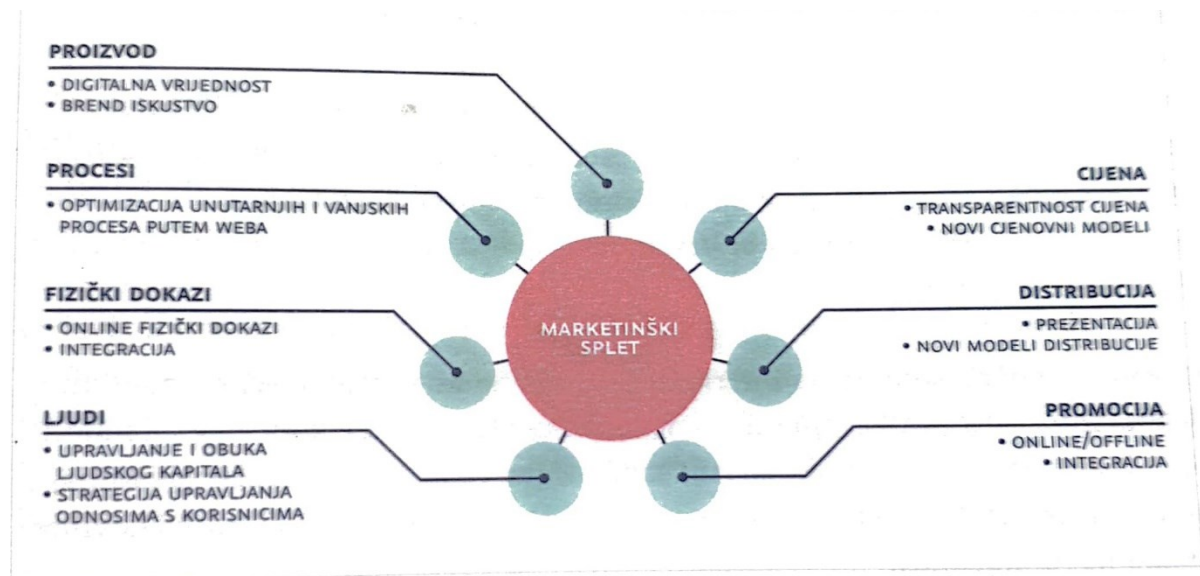 PROIZVOD
• DIGITALNA VRIJEDNOST
• BREND ISKUSTVO
PROCESI
• OPTIMIZACIJA UNUTARNJIH I VANJSKIH
PROCESA PUTEM WEBA
FIZIČKI DOKAZI
• ONLINE FIZIČKI DOKAZI
• INTEGRACIJA
LJUDI
• UPRAVLJANJE I OBUKA
LJUDSKOG KAPITALA
• STRATEGIJA UPRAVLJANJA
ODNOSIMA S KORISNICIMA
MARKETINŠKI
SPLET
CIJENA
• TRANSPARENTNOST CIJENA
• NOVI CJENOVNI MODELI
DISTRIBUCIJA
• PREZENTACIJA
• NOVI MODELI DISTRIBUCIJE
PROMOCIJA
• ONLINE/OFFLINE
• INTEGRACIJA